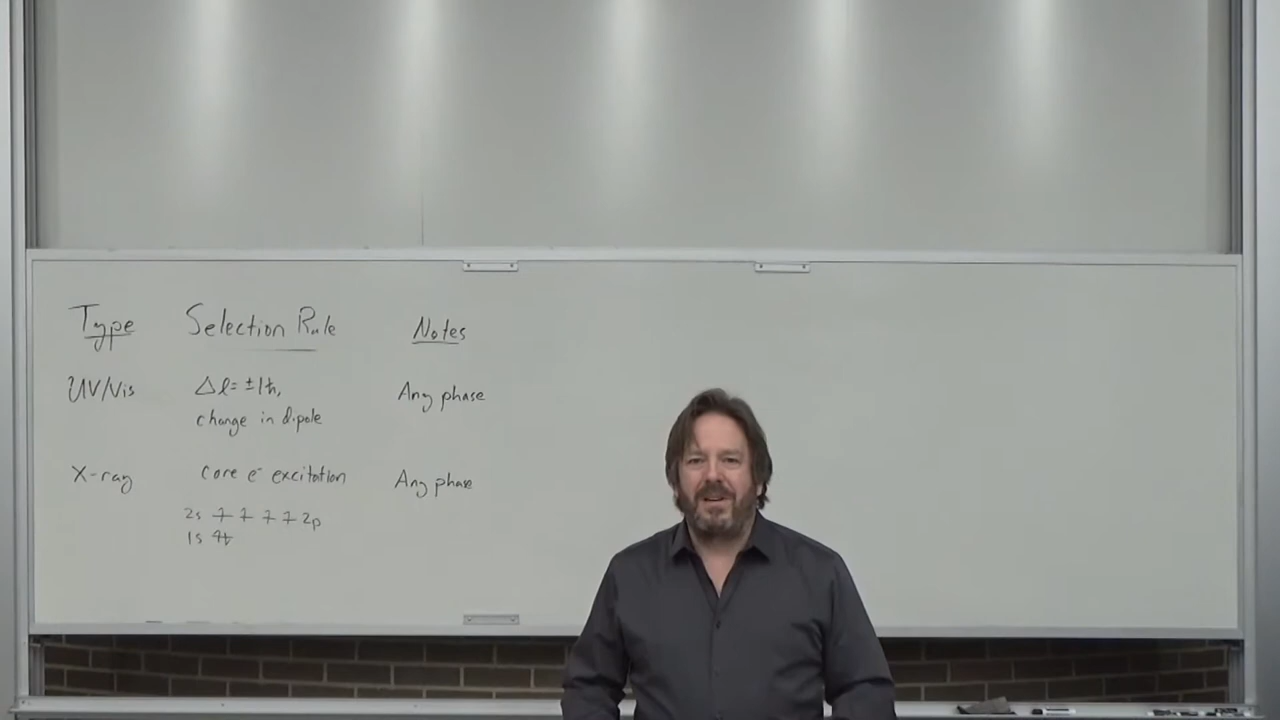 Type Selection Rule Notes
UV/Vis Δl= ±1ħ, Any phase
change in dipole
X-ray core e⁻ excitation Any phase
2s ↿ ↿ ↿ ↿ 2p
1s ⥮